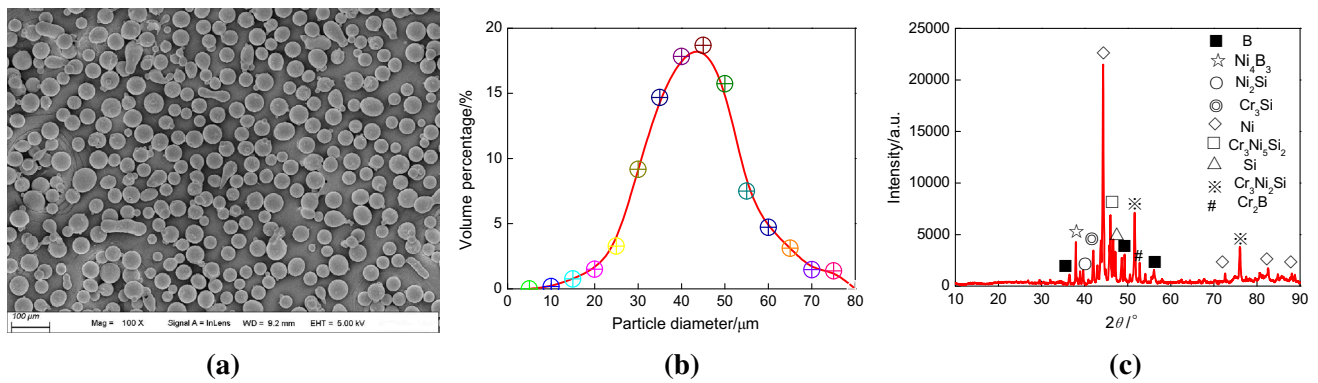 100 μm
Mag = 100 X Signal A = InLens WD = 9.2 mm EHT = 5.00 kV
(a)
Volume percentage/%
20
15
10
5
0
0 10 20 30 40 50 60 70 80
Particle diameter/μm
(b)
Intensity/a.u.
25000
20000
15000
10000
5000
0
10 20 30 40 50 60 70 80 90
2θ/°
■ B
☆ Ni₄B₃
○ Ni₂Si
◎ Cr₃Si
◇ Ni
□ Cr₃Ni₅Si₂
△ Si
※ Cr₃Ni₂Si
# Cr₂B
#
(c)